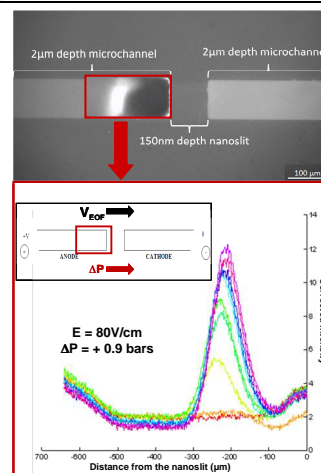 2µm depth microchannel
2µm depth microchanne
150nm depth nanoslit
100 µm
V_EOF
ANODE
CATHODE
ΔP
E = 80V/cm
ΔP = + 0.9 bars
14
12
10
8
6
4
2
0
700
-600
-500
-400
-300
-200
-100
0
Distance from the nanoslit (µm)